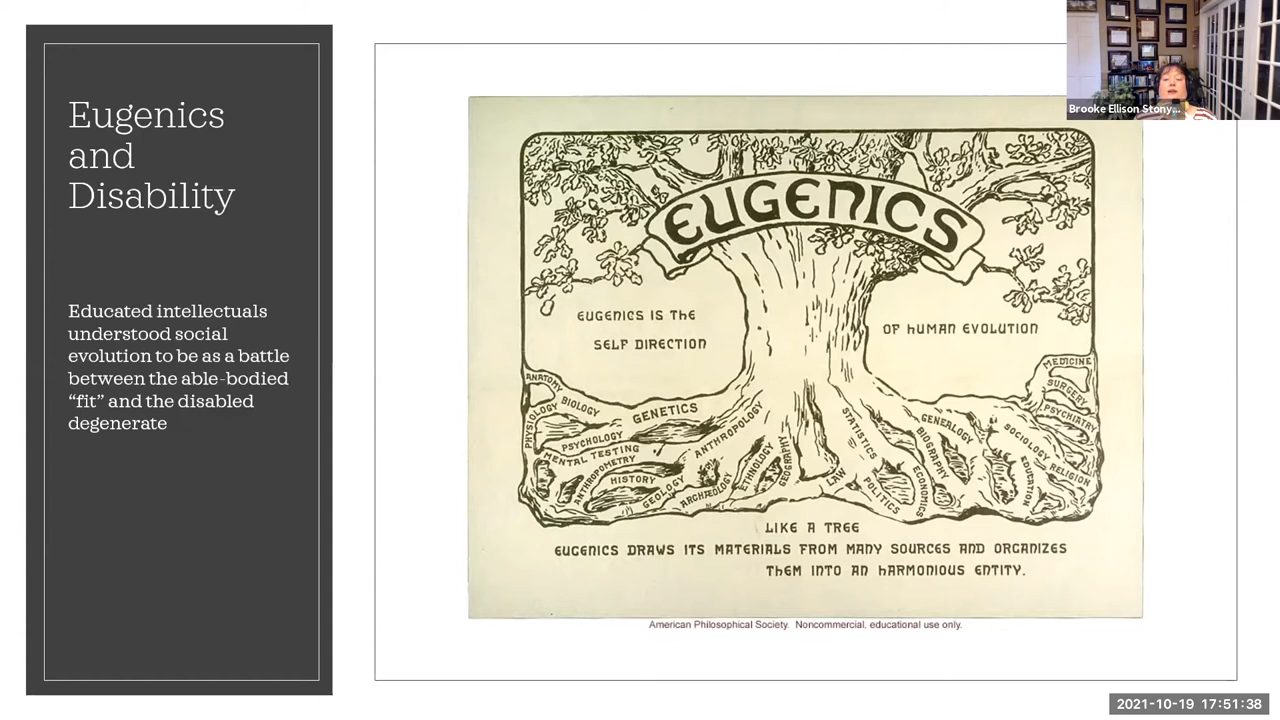 Eugenics
and
Disability
Educated intellectuals
understood social
evolution to be as a battle
between the able-bodied
“fit” and the disabled
degenerate
EUGENICS
EUGENICS IS THE
SELF DIRECTION
OF HUMAN EVOLUTION
ANATOMY
PHYSIOLOGY
BIOLOGY
GENETICS
PSYCHOLOGY
MENTAL TESTING
ANTHROPOMETRY
HISTORY
GEOLOGY
ANTHROPOLOGY
ARCHÆOLOGY
ETHNOLOGY
GEOGRAPHY
LAW
STATISTICS
POLITICS
ECONOMICS
BIOGRAPHY
GENEALOGY
EDUCATION
SOCIOLOGY
RELIGION
PSYCHIATRY
SURGERY
MEDICINE
LIKE A TREE
EUGENICS DRAWS ITS MATERIALS FROM MANY SOURCES AND ORGANIZES
THEM INTO AN HARMONIOUS ENTITY.
American Philosophical Society. Noncommercial, educational use only.
Brooke Ellison Stony...
2021-10-19 17:51:38